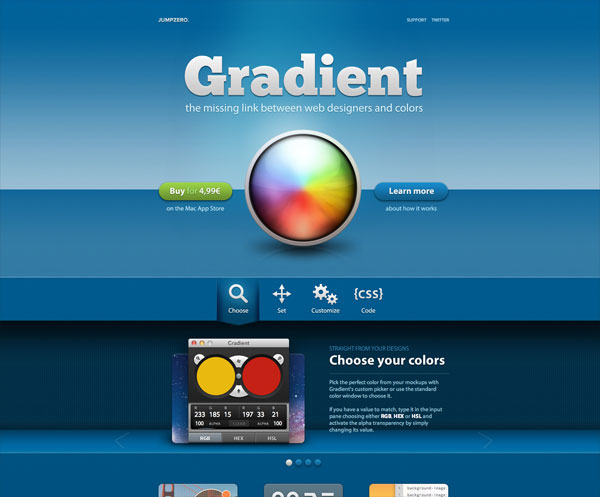 JUMPZERO.
SUPPORT TWITTER
Gradient
the missing link between web designers and colors
Buy for 4,99€
Learn more
on the Mac App Store
about how it works
Choose
Set
Customize
{css}
Code
Gradient
STRAIGHT FROM YOUR DESIGNS
Choose your colors
Pick the perfect color from your mockups with
Gradient's custom picker or use the standard
color window to choose it.
If you have a value to match, type it in the input
pane choosing either RGB, HEX or HSL and
activate the alpha transparency by simply
changing its value.
R G B R G B
233 185 15 197 33 21
100 ALPHA CLEAR ALPHA 100
RGB HEX HSL
background-image
background-image